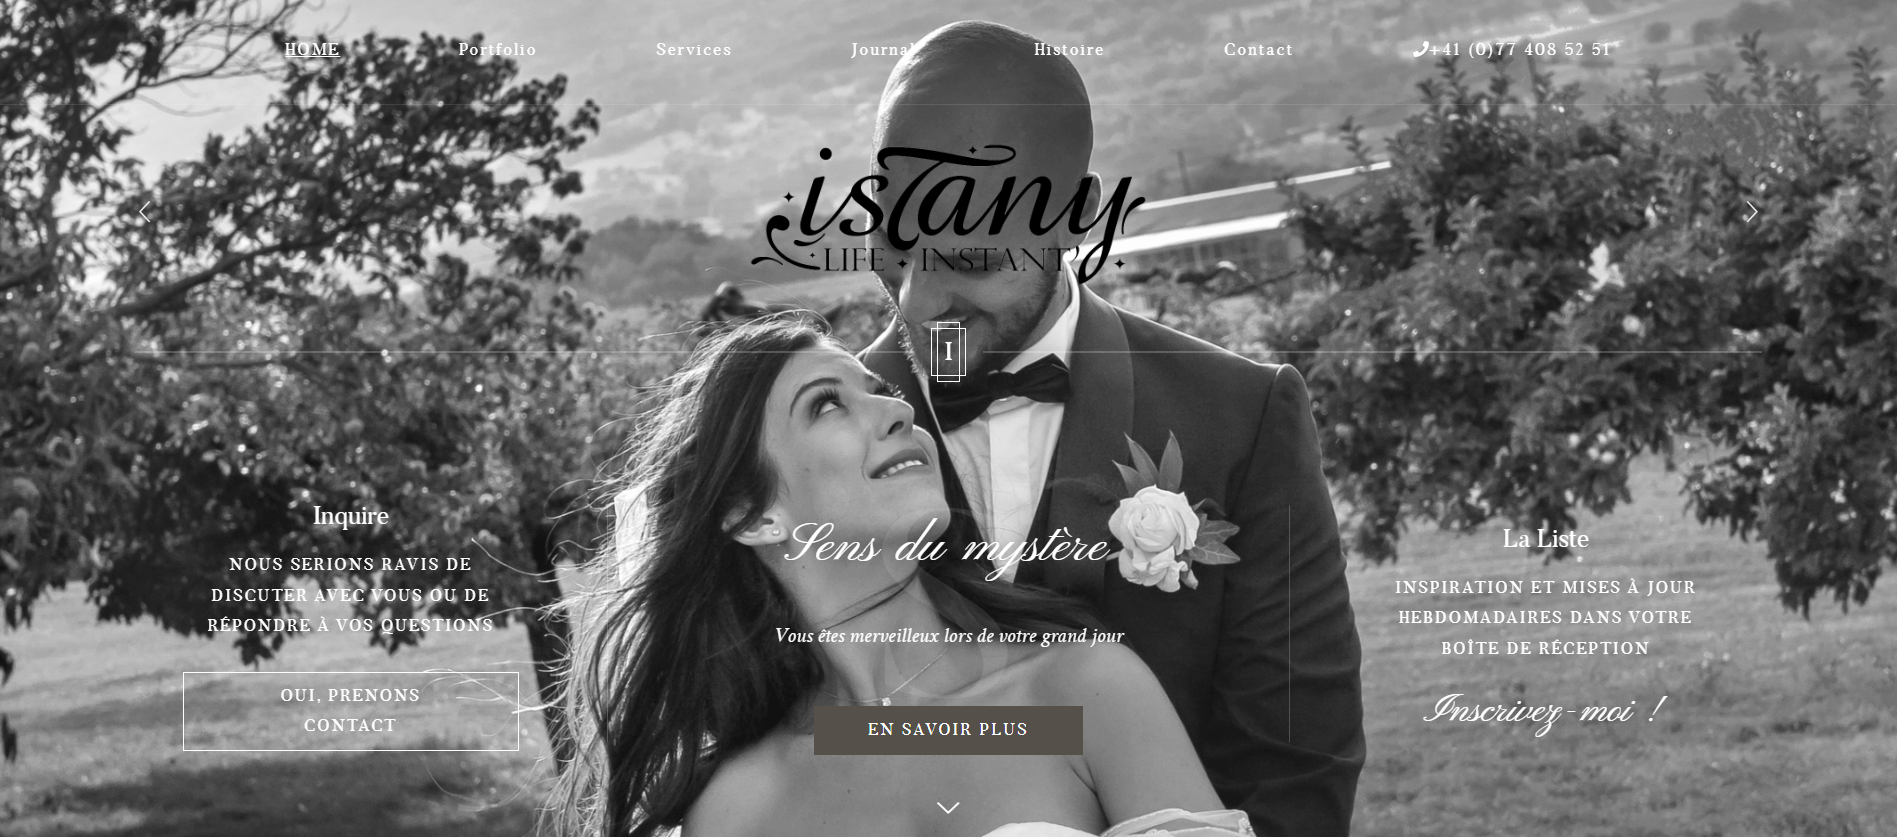 HOME
Portfolio
Services
Journal
Histoire
Contact
+41 (0)77 408 52 51
isTany
LIFE INSTANT'
I
Inquire
NOUS SERIONS RAVIS DE
DISCUTER AVEC VOUS OU DE
RÉPONDRE À VOS QUESTIONS
OUI, PRENONS
CONTACT
Sens du mystère
Vous êtes merveilleux lors de votre grand jour
EN SAVOIR PLUS
La Liste
INSPIRATION ET MISES À JOUR
HEBDOMADAIRES DANS VOTRE
BOÎTE DE RÉCEPTION
Inscrivez-moi !